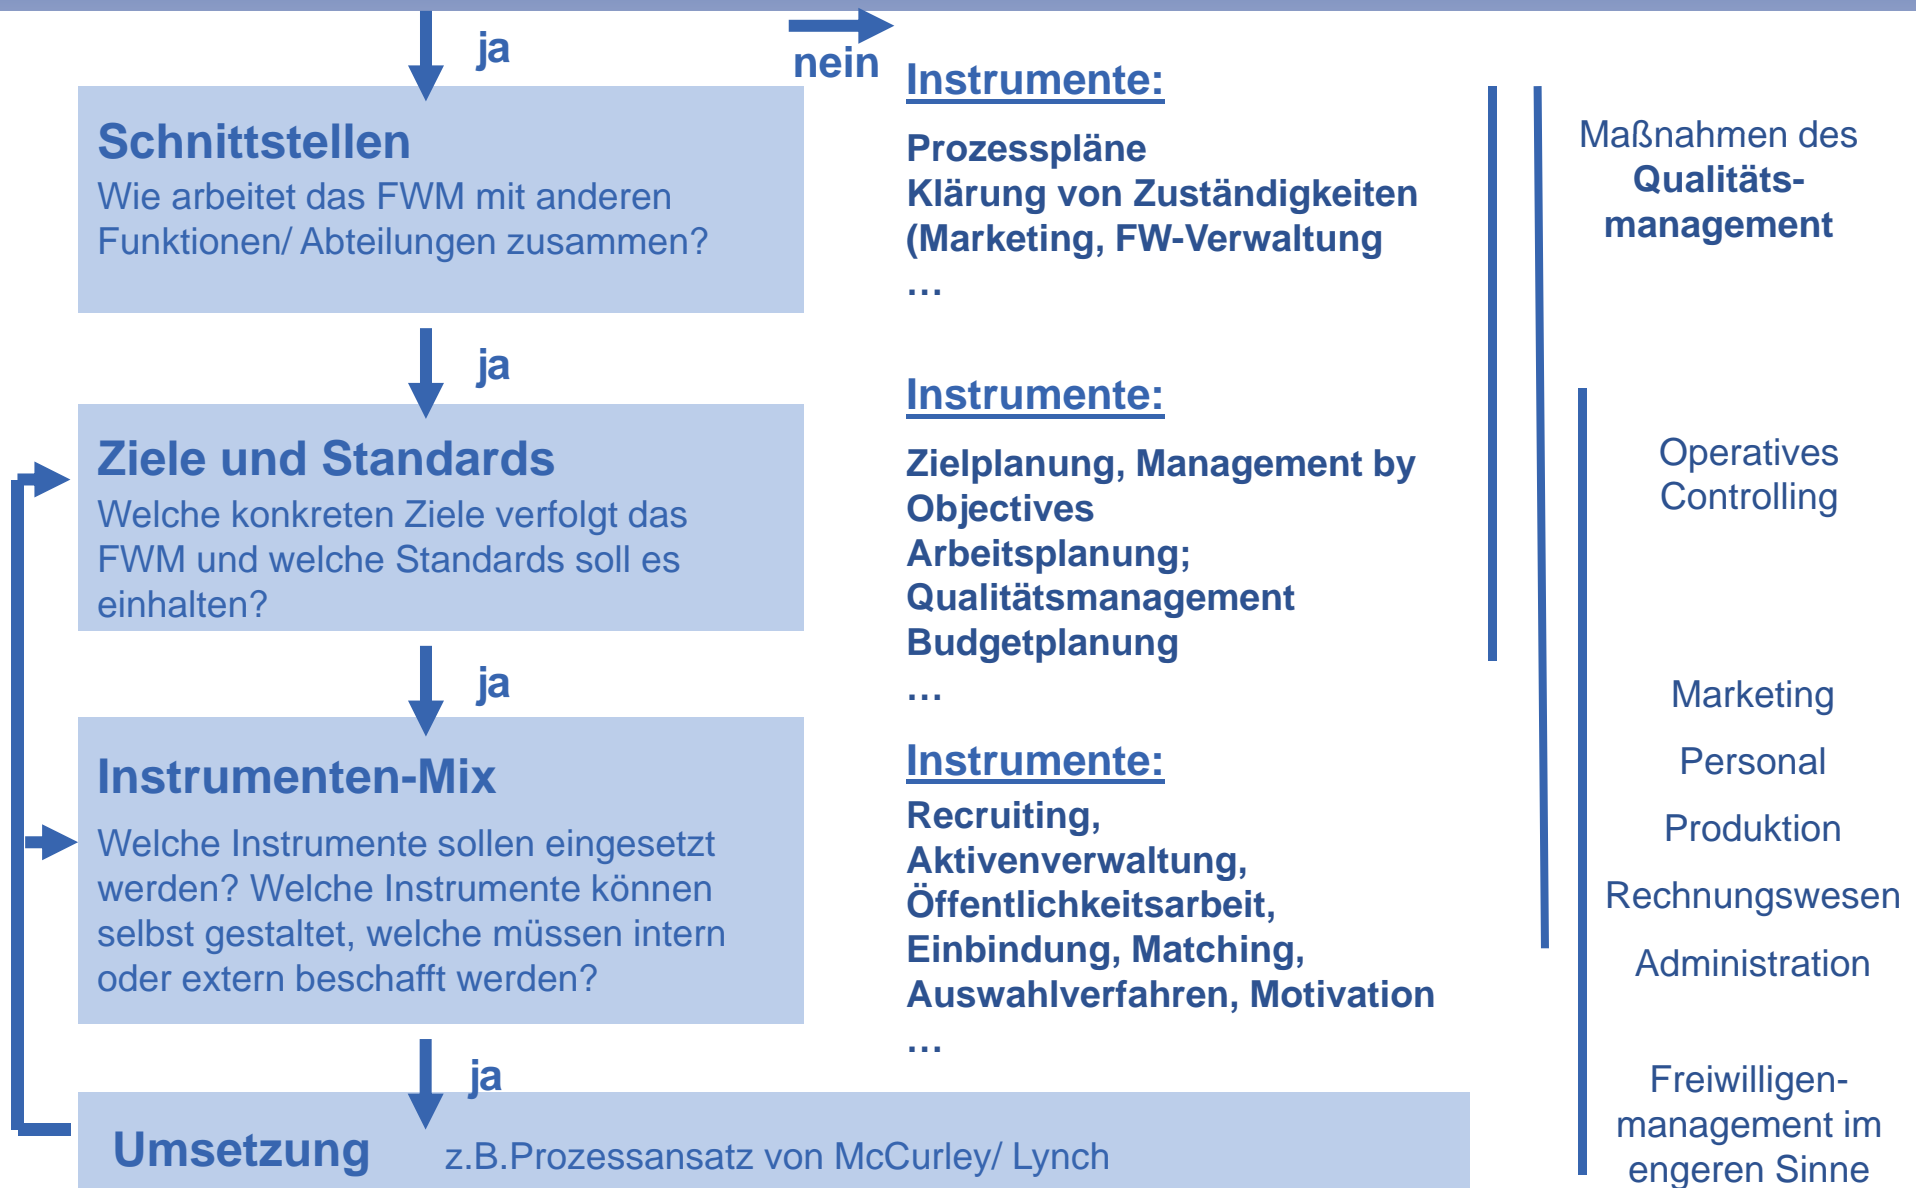 ja
nein
Schnittstellen
Wie arbeitet das FWM mit anderen
Funktionen/ Abteilungen zusammen?
Instrumente:
Prozesspläne
Klärung von Zuständigkeiten
(Marketing, FW-Verwaltung
…
Maßnahmen des
Qualitäts-
management
ja
Ziele und Standards
Welche konkreten Ziele verfolgt das
FWM und welche Standards soll es
einhalten?
Instrumente:
Zielplanung, Management by
Objectives
Arbeitsplanung;
Qualitätsmanagement
Budgetplanung
…
Operatives
Controlling
ja
Instrumenten-Mix
Welche Instrumente sollen eingesetzt
werden? Welche Instrumente können
selbst gestaltet, welche müssen intern
oder extern beschafft werden?
Instrumente:
Recruiting,
Aktivenverwaltung,
Öffentlichkeitsarbeit,
Einbindung, Matching,
Auswahlverfahren, Motivation
…
Marketing
Personal
Produktion
Rechnungswesen
Administration
ja
Umsetzung z.B.Prozessansatz von McCurley/ Lynch
Freiwilligen-
management im
engeren Sinne